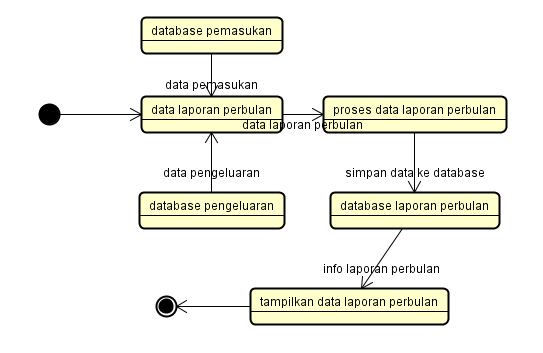 database pemasukan
data pemasukan
data laporan perbulan
proses data laporan perbulan
data laporan perbulan
data pengeluaran
simpan data ke database
database pengeluaran
database laporan perbulan
info laporan perbulan
tampilkan data laporan perbulan